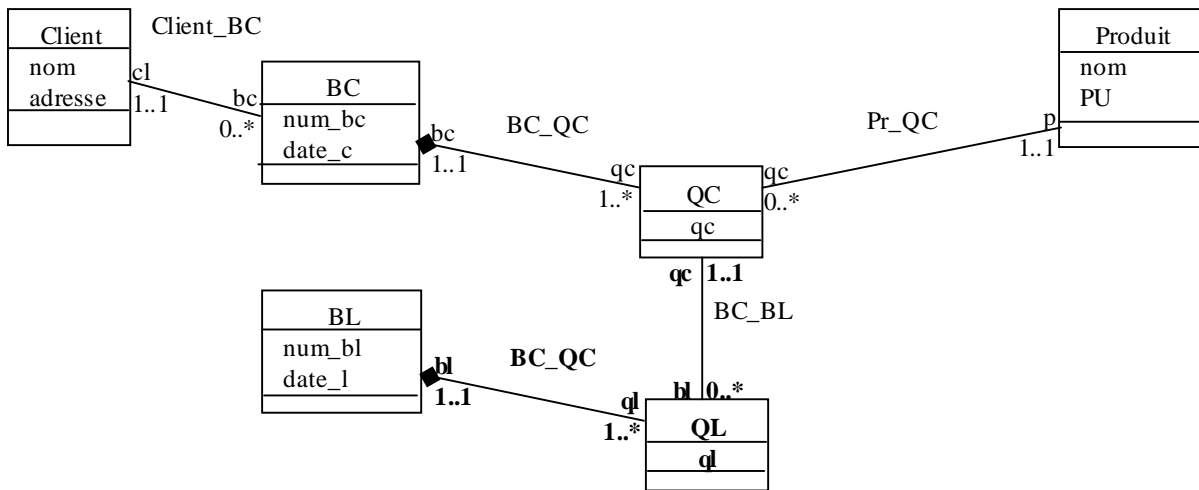 Client
nom
adresse
Client_BC
cl
1..1
bc
0..*
BC
num_bc
date_c
bc
1..1
BC_QC
qc
1..*
QC
qc
qc
0..*
Pr_QC
p
1..1
Produit
nom
PU
qc 1..1
BC_BL
bl 0..*
BL
num_bl
date_l
bl
1..1
BC_QC
ql
1..*
QL
ql